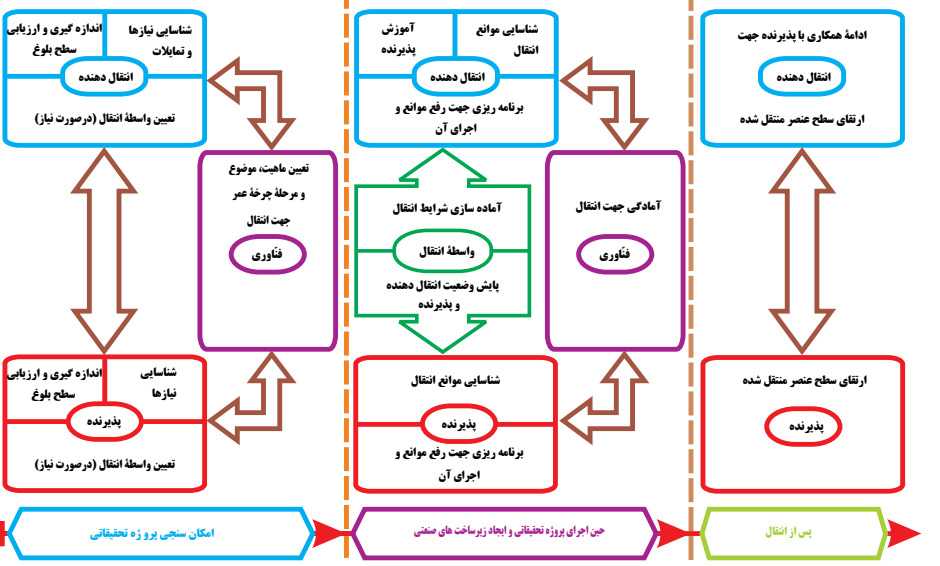 شناسایی نیازها
و تمایلات
اندازه گیری و ارزیابی
سطح بلوغ
انتقال دهنده
تعیین واسطهٔ انتقال (درصورت نیاز)
تعیین ماهیت، موضوع
و مرحلهٔ چرخهٔ عمر
جهت انتقال
فنّاوری
شناسایی
نیازها
اندازه گیری و ارزیابی
سطح بلوغ
پذیرنده
تعیین واسطهٔ انتقال (درصورت نیاز)
امکان سنجی پرو ژه تحقیقاتی
شناسایی موانع
انتقال
آموزش
پذیرنده
انتقال دهنده
برنامه ریزی جهت رفع موانع و
اجرای آن
آماده سازی شرایط انتقال
واسطهٔ انتقال
پایش وضعیت انتقال دهنده
و پذیرنده
آمادگی جهت انتقال
فنّاوری
شناسایی موانع انتقال
پذیرنده
برنامه ریزی جهت رفع موانع و
اجرای آن
حین اجرای پروژه تحقیقاتی و ایجاد زیرساخت های صنعتی
ادامهٔ همکاری با پذیرنده جهت
انتقال دهنده
ارتقای سطح عنصر منتقل شده
ارتقای سطح عنصر منتقل شده
پذیرنده
پس از انتقال